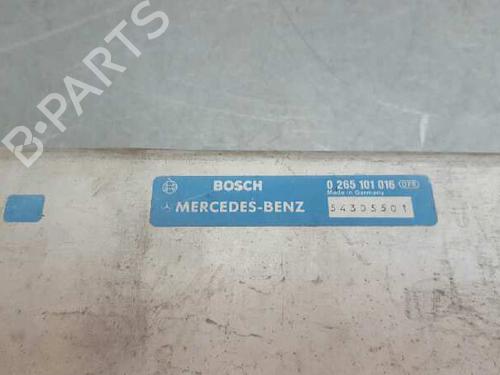 B-PARTS
BOSCH
0 265 101 016
Made in Germany
MERCEDES-BENZ
54305501